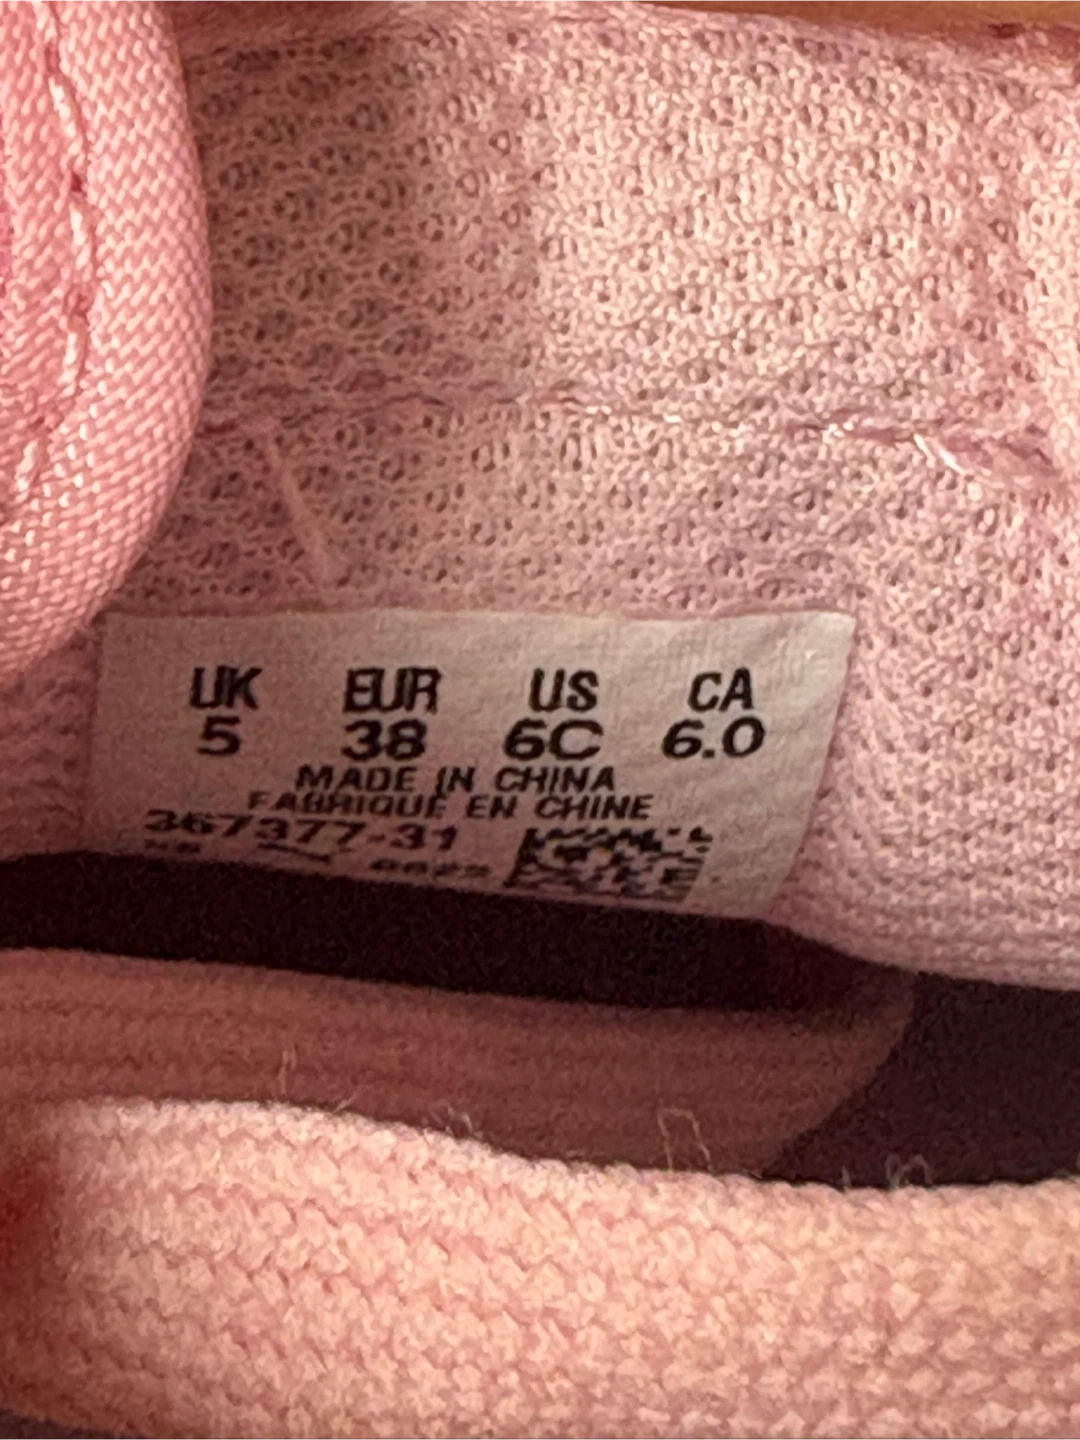 UK EUR US CA
5 38 6C 6.0
MADE IN CHINA
FABRIQUE EN CHINE
367377-31